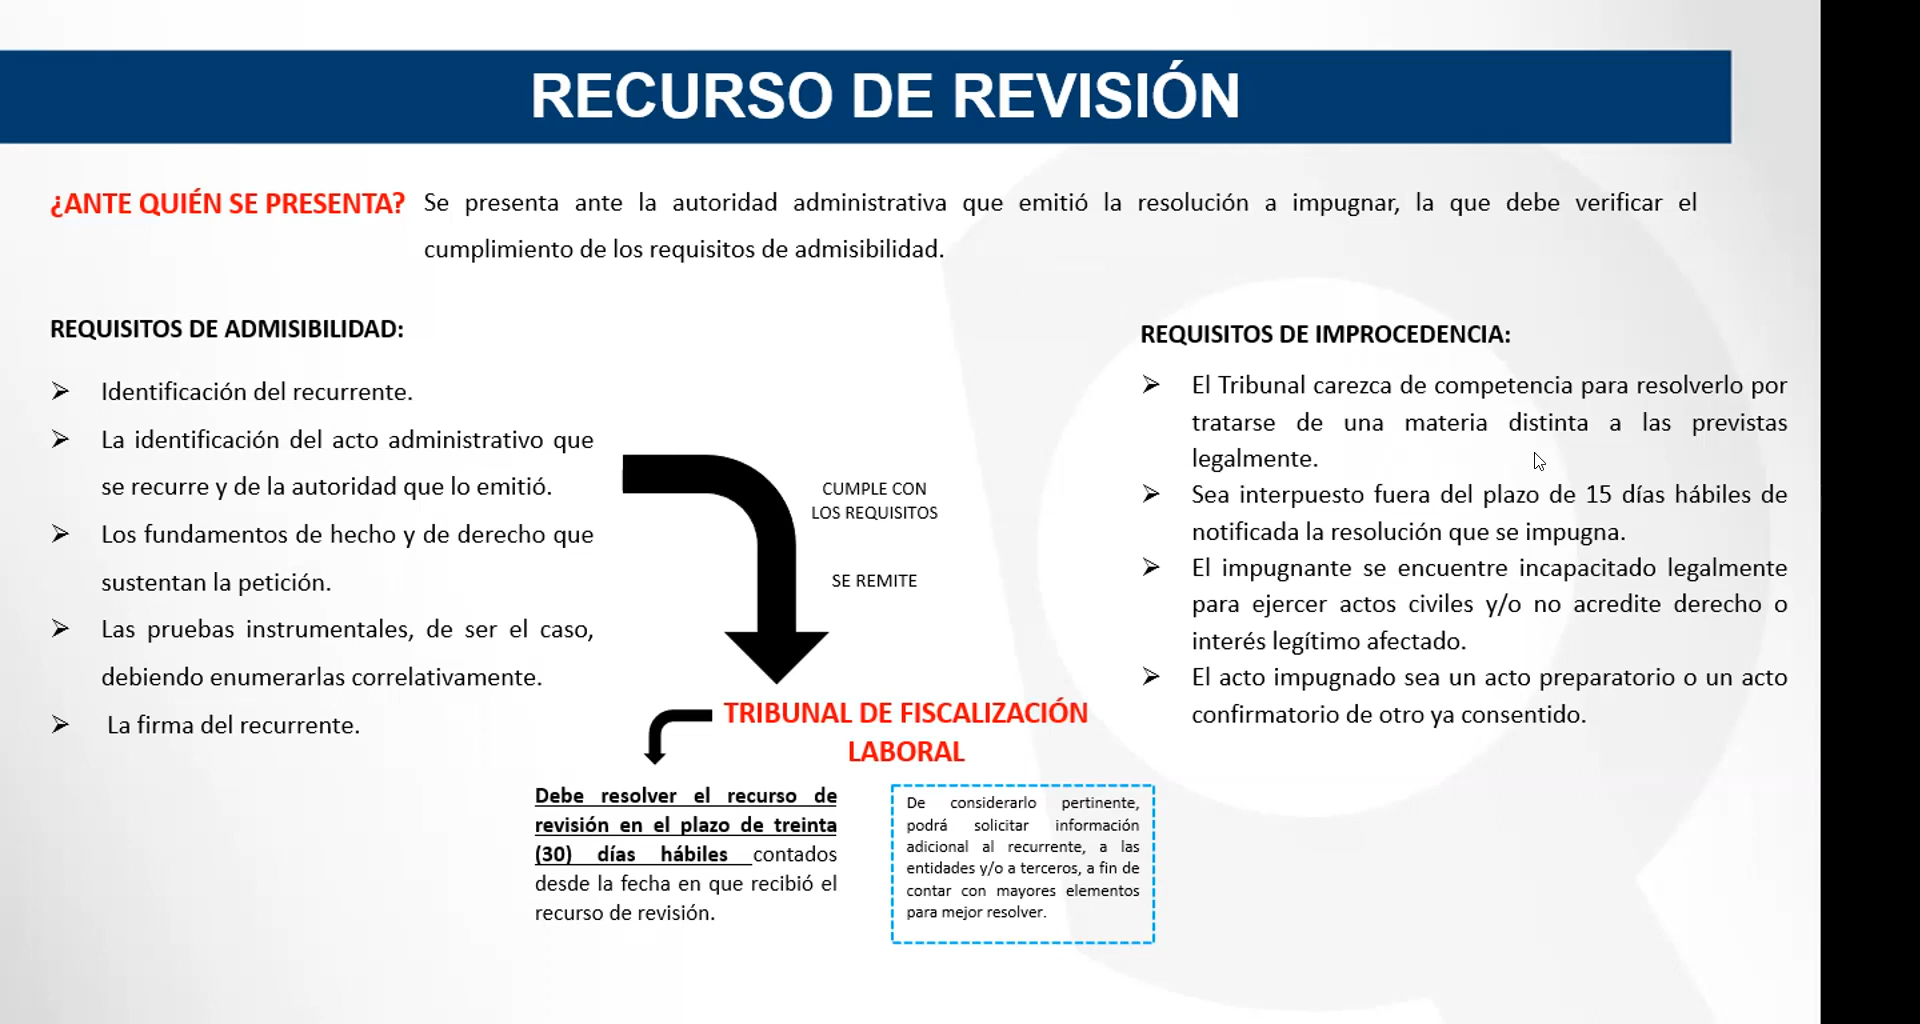 RECURSO DE REVISIÓN
¿ANTE QUIÉN SE PRESENTA?
Se presenta ante la autoridad administrativa que emitió la resolución a impugnar, la que debe verificar el
cumplimiento de los requisitos de admisibilidad.
REQUISITOS DE ADMISIBILIDAD:
Identificación del recurrente.
La identificación del acto administrativo que
se recurre y de la autoridad que lo emitió.
Los fundamentos de hecho y de derecho que
sustentan la petición.
Las pruebas instrumentales, de ser el caso,
debiendo enumerarlas correlativamente.
La firma del recurrente.
CUMPLE CON
LOS REQUISITOS
SE REMITE
TRIBUNAL DE FISCALIZACIÓN
LABORAL
Debe resolver el recurso de
revisión en el plazo de treinta
(30) días hábiles contados
desde la fecha en que recibió el
recurso de revisión.
De considerarlo pertinente,
podrá solicitar información
adicional al recurrente, a las
entidades y/o a terceros, a fin de
contar con mayores elementos
para mejor resolver.
REQUISITOS DE IMPROCEDENCIA:
El Tribunal carezca de competencia para resolverlo por
tratarse de una materia distinta a las previstas
legalmente.
Sea interpuesto fuera del plazo de 15 días hábiles de
notificada la resolución que se impugna.
El impugnante se encuentre incapacitado legalmente
para ejercer actos civiles y/o no acredite derecho o
interés legítimo afectado.
El acto impugnado sea un acto preparatorio o un acto
confirmatorio de otro ya consentido.